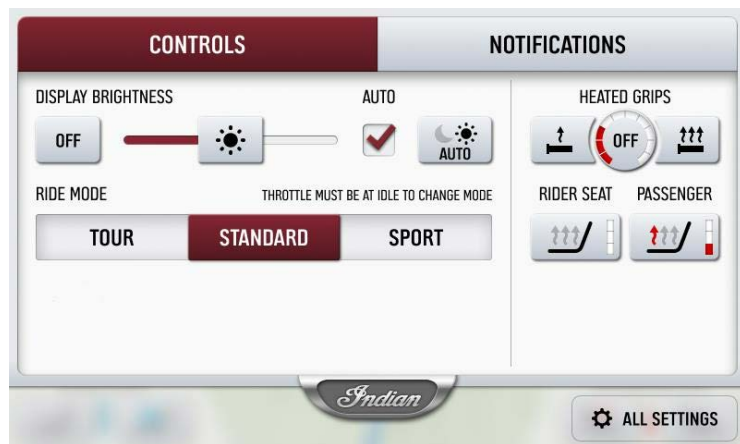 CONTROLS
NOTIFICATIONS
DISPLAY BRIGHTNESS
AUTO
HEATED GRIPS
OFF
AUTO
OFF
RIDE MODE
THROTTLE MUST BE AT IDLE TO CHANGE MODE
RIDER SEAT
PASSENGER
TOUR
STANDARD
SPORT
Indian
ALL SETTINGS